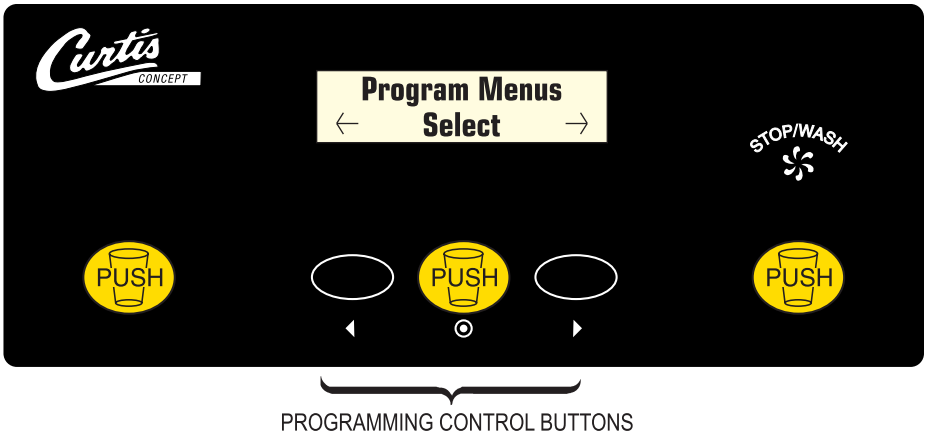 Curtis
CONCEPT
Program Menus
← Select →
STOP/WASH
PUSH
PUSH
PUSH
PROGRAMMING CONTROL BUTTONS